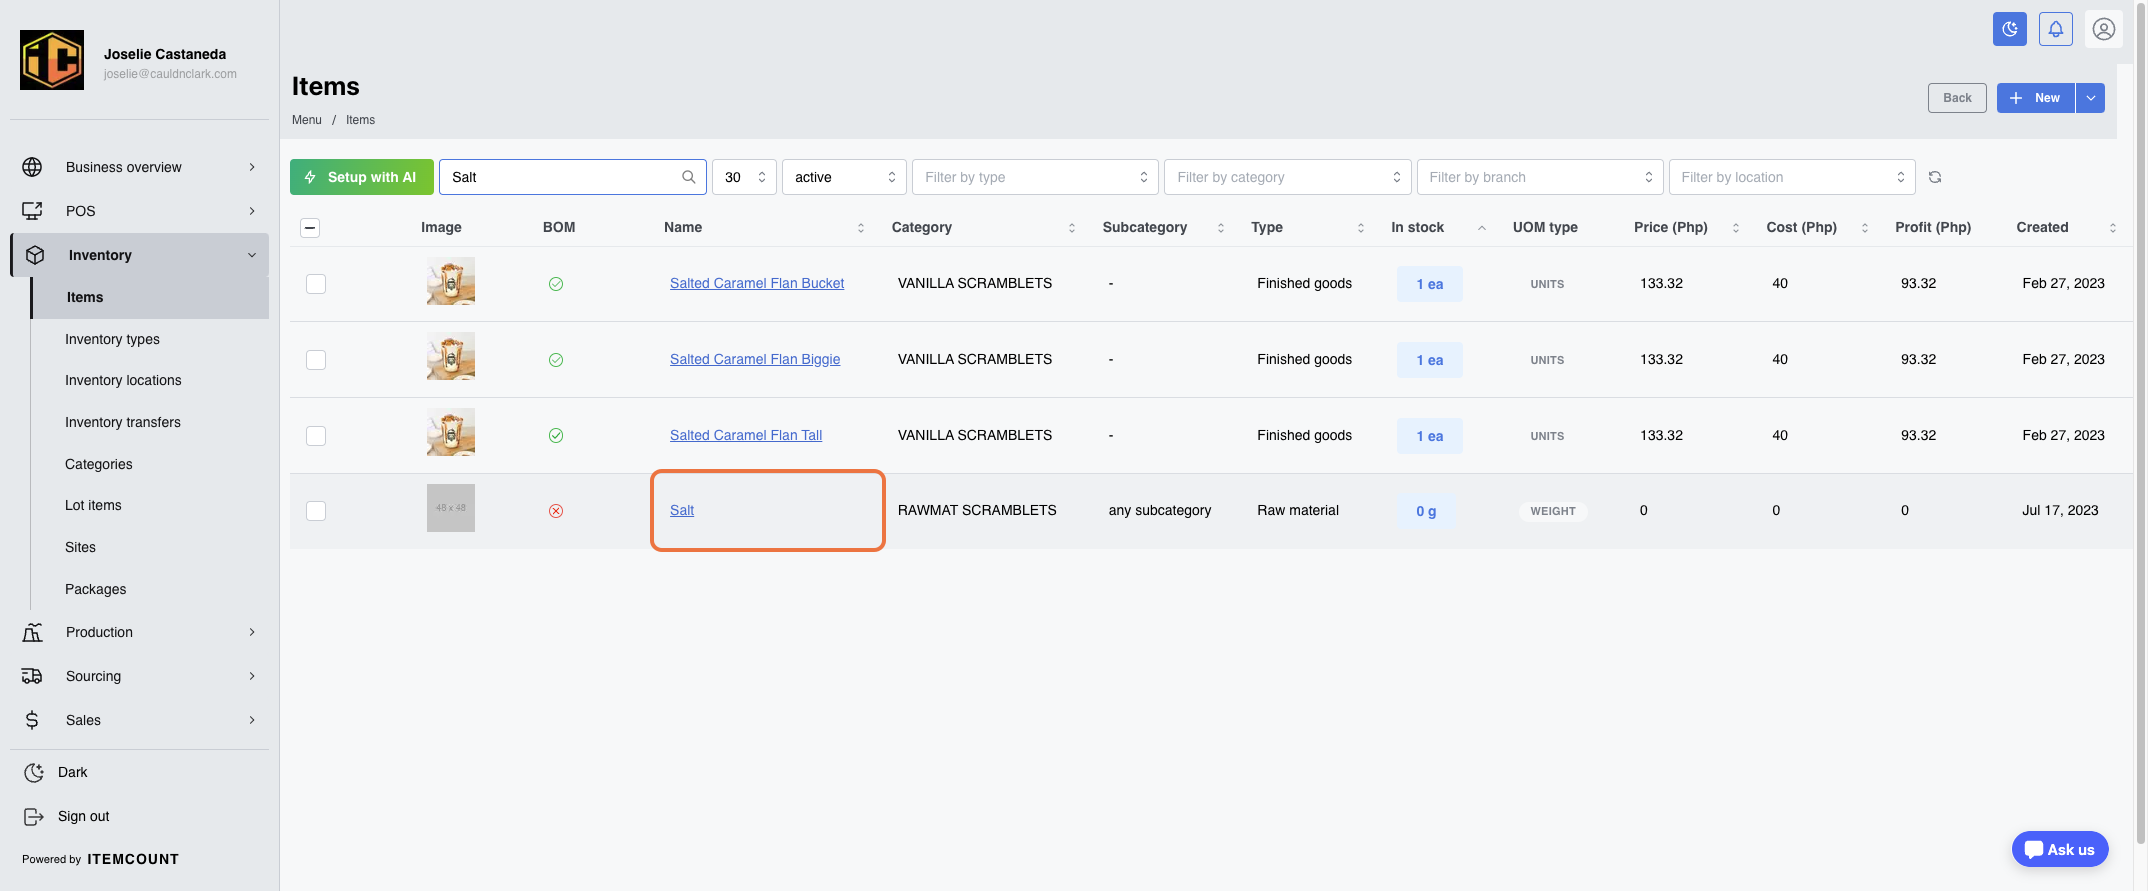 Joselie Castaneda
joselie@cauldnclark.com
Business overview
POS
Inventory
Items
Inventory types
Inventory locations
Inventory transfers
Categories
Lot items
Sites
Packages
Production
Sourcing
Sales
Dark
Sign out
Powered by ITEMCOUNT
Items
Menu / Items
Back
New
Setup with AI
Salt
30
active
Filter by type
Filter by category
Filter by branch
Filter by location
Image BOM Name Category Subcategory Type In stock UOM type Price (Php) Cost (Php) Profit (Php) Created
Salted Caramel Flan Bucket VANILLA SCRAMBLETS - Finished goods 1 ea UNITS 133.32 40 93.32 Feb 27, 2023
Salted Caramel Flan Biggie VANILLA SCRAMBLETS - Finished goods 1 ea UNITS 133.32 40 93.32 Feb 27, 2023
Salted Caramel Flan Tall VANILLA SCRAMBLETS - Finished goods 1 ea UNITS 133.32 40 93.32 Feb 27, 2023
48 x 48 Salt RAWMAT SCRAMBLETS any subcategory Raw material 0 g WEIGHT 0 0 0 Jul 17, 2023
Ask us